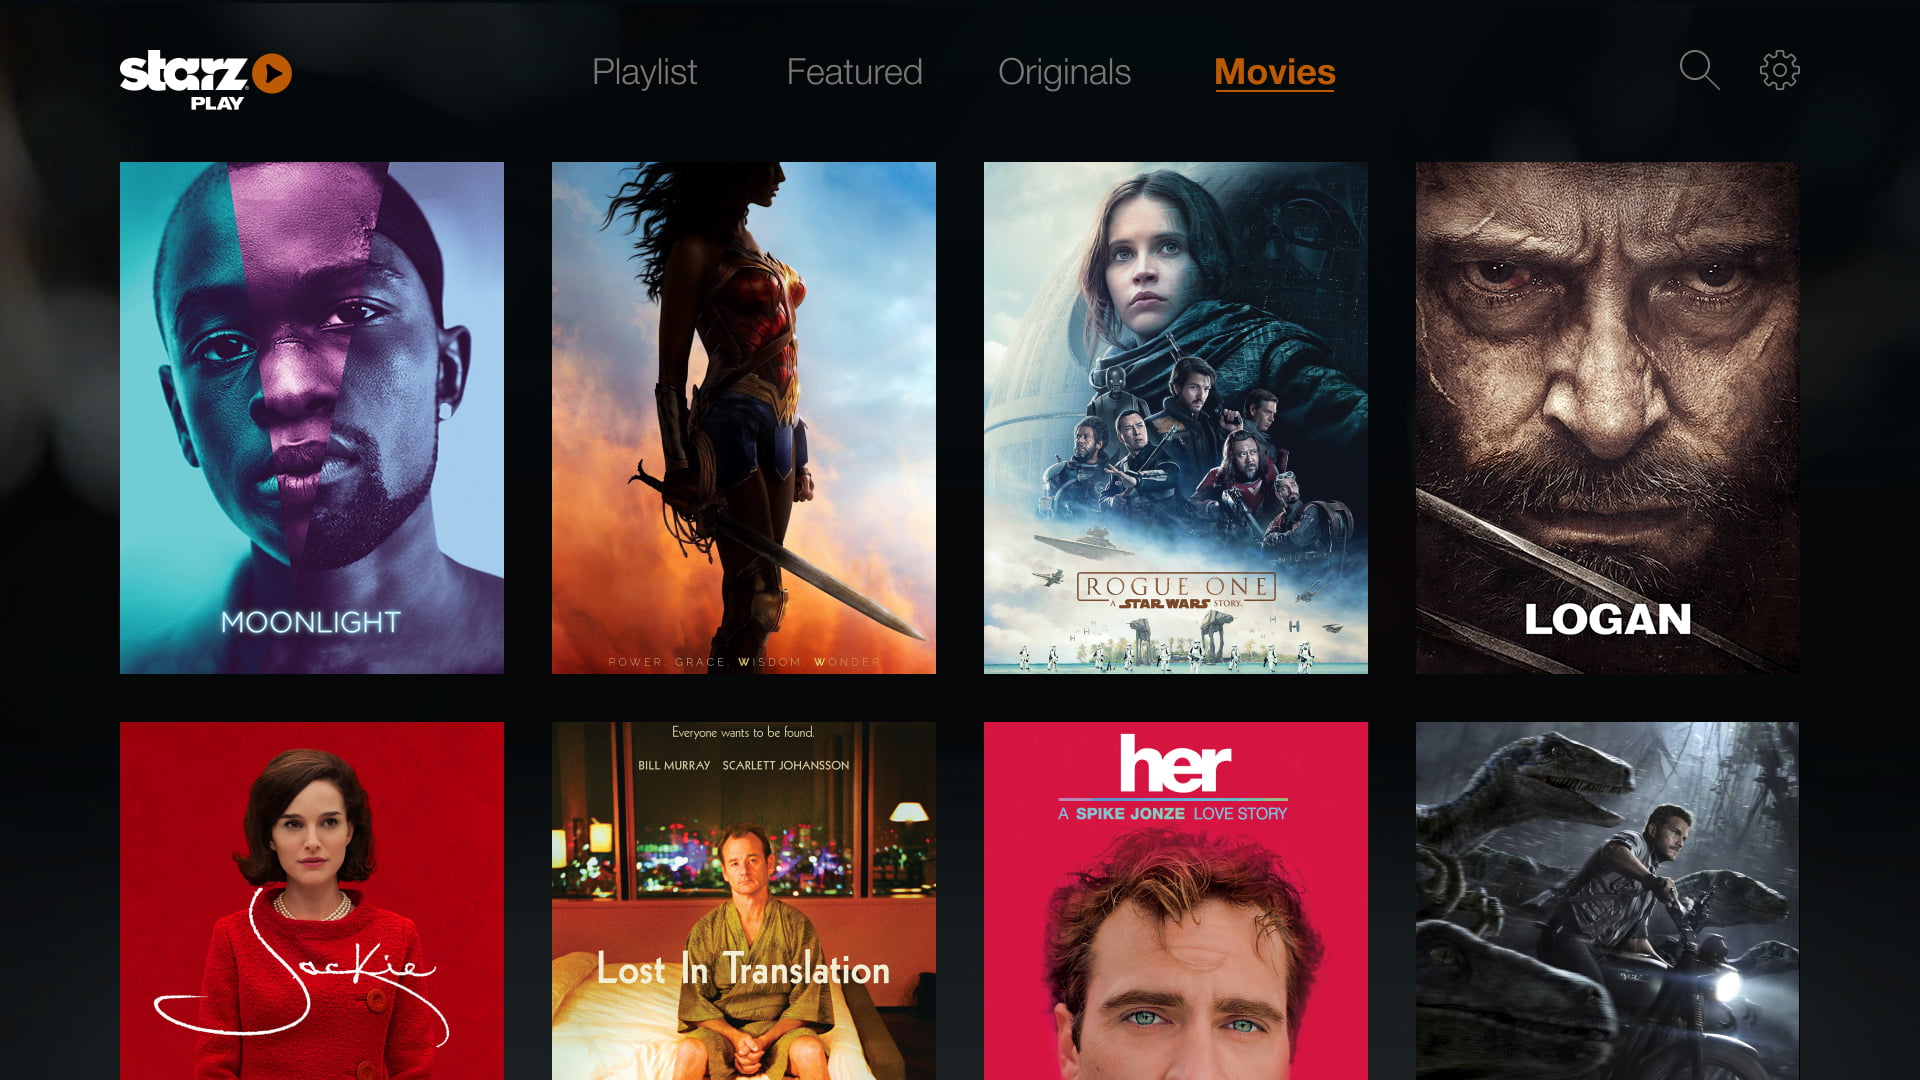 starz
PLAY
Playlist
Featured
Originals
Movies
MOONLIGHT
POWER. GRACE. WISDOM. WONDER
ROGUE ONE
A STAR WARS STORY
LOGAN
Jackie
Everyone wants to be found.
BILL MURRAY SCARLETT JOHANSSON
Lost In Translation
her
A SPIKE JONZE LOVE STORY